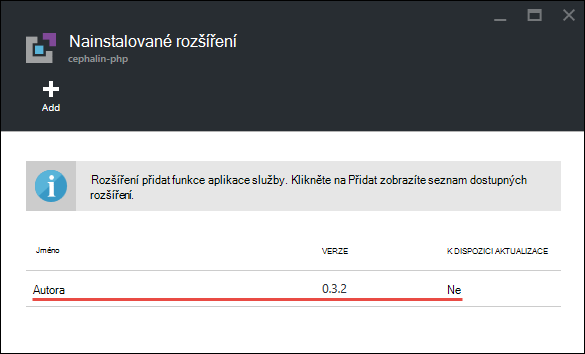 Nainstalované rozšíření
cephalin-php
Add
Rozšíření přidat funkce aplikace služby. Klikněte na Přidat zobrazíte seznam dostupných
rozšíření.
Jméno VERZE K DISPOZICI AKTUALIZACE
Autora 0.3.2 Ne